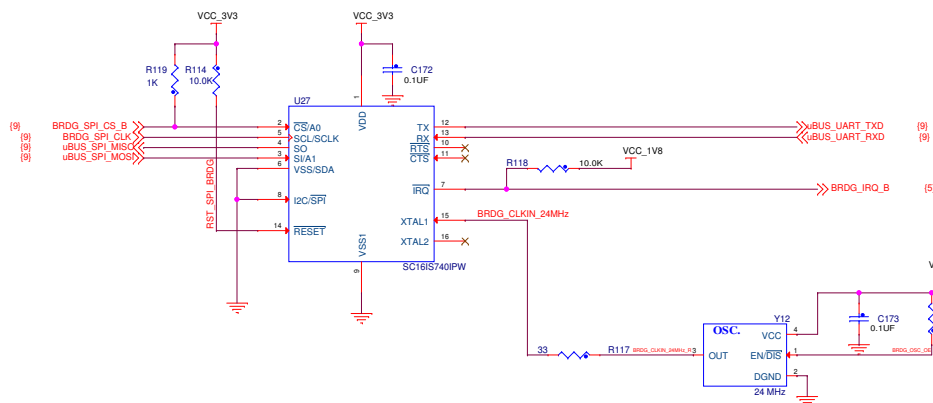 VCC_3V3
VCC_3V3
R119
1K
R114
10.0K
C172
0.1UF
U27
1
VDD
{9}
BRDG_SPI_CS_B
2
CS/A0
{9}
BRDG_SPI_CLK
5
SCL/SCLK
{9}
uBUS_SPI_MISO
4
SO
{9}
uBUS_SPI_MOSI
3
SI/A1
6
VSS/SDA
8
I2C/SPI
14
RESET
RST_SPI_BRDG
TX
12
uBUS_UART_TXD
{9}
RX
13
uBUS_UART_RXD
{9}
RTS
10
CTS
11
R118
10.0K
VCC_1V8
IRQ
7
BRDG_IRQ_B
XTAL1
15
BRDG_CLKIN_24MHz
XTAL2
16
VSS1
9
SC16IS740IPW
33
R117
BRDG_CLKIN_24MHz_R
3
OSC.
Y12
OUT
VCC
4
EN/DIS
1
BRDG_OSC_OE
DGND
2
24 MHz
C173
0.1UF